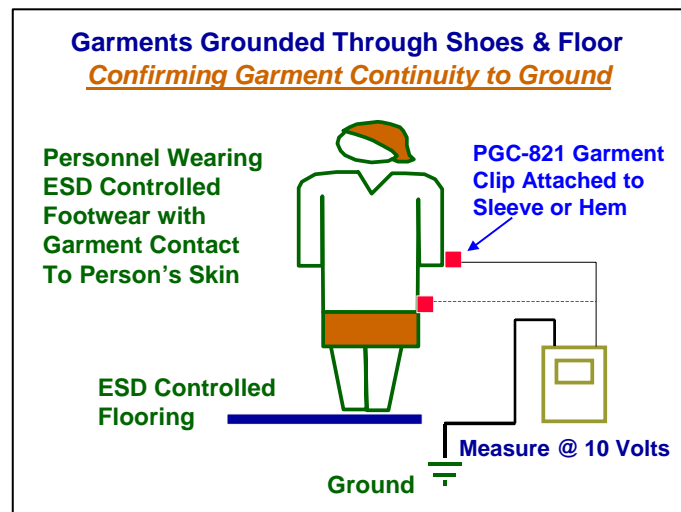 Garments Grounded Through Shoes & Floor
Confirming Garment Continuity to Ground
Personnel Wearing
ESD Controlled
Footwear with
Garment Contact
To Person's Skin
PGC-821 Garment
Clip Attached to
Sleeve or Hem
ESD Controlled
Flooring
Measure @ 10 Volts
Ground